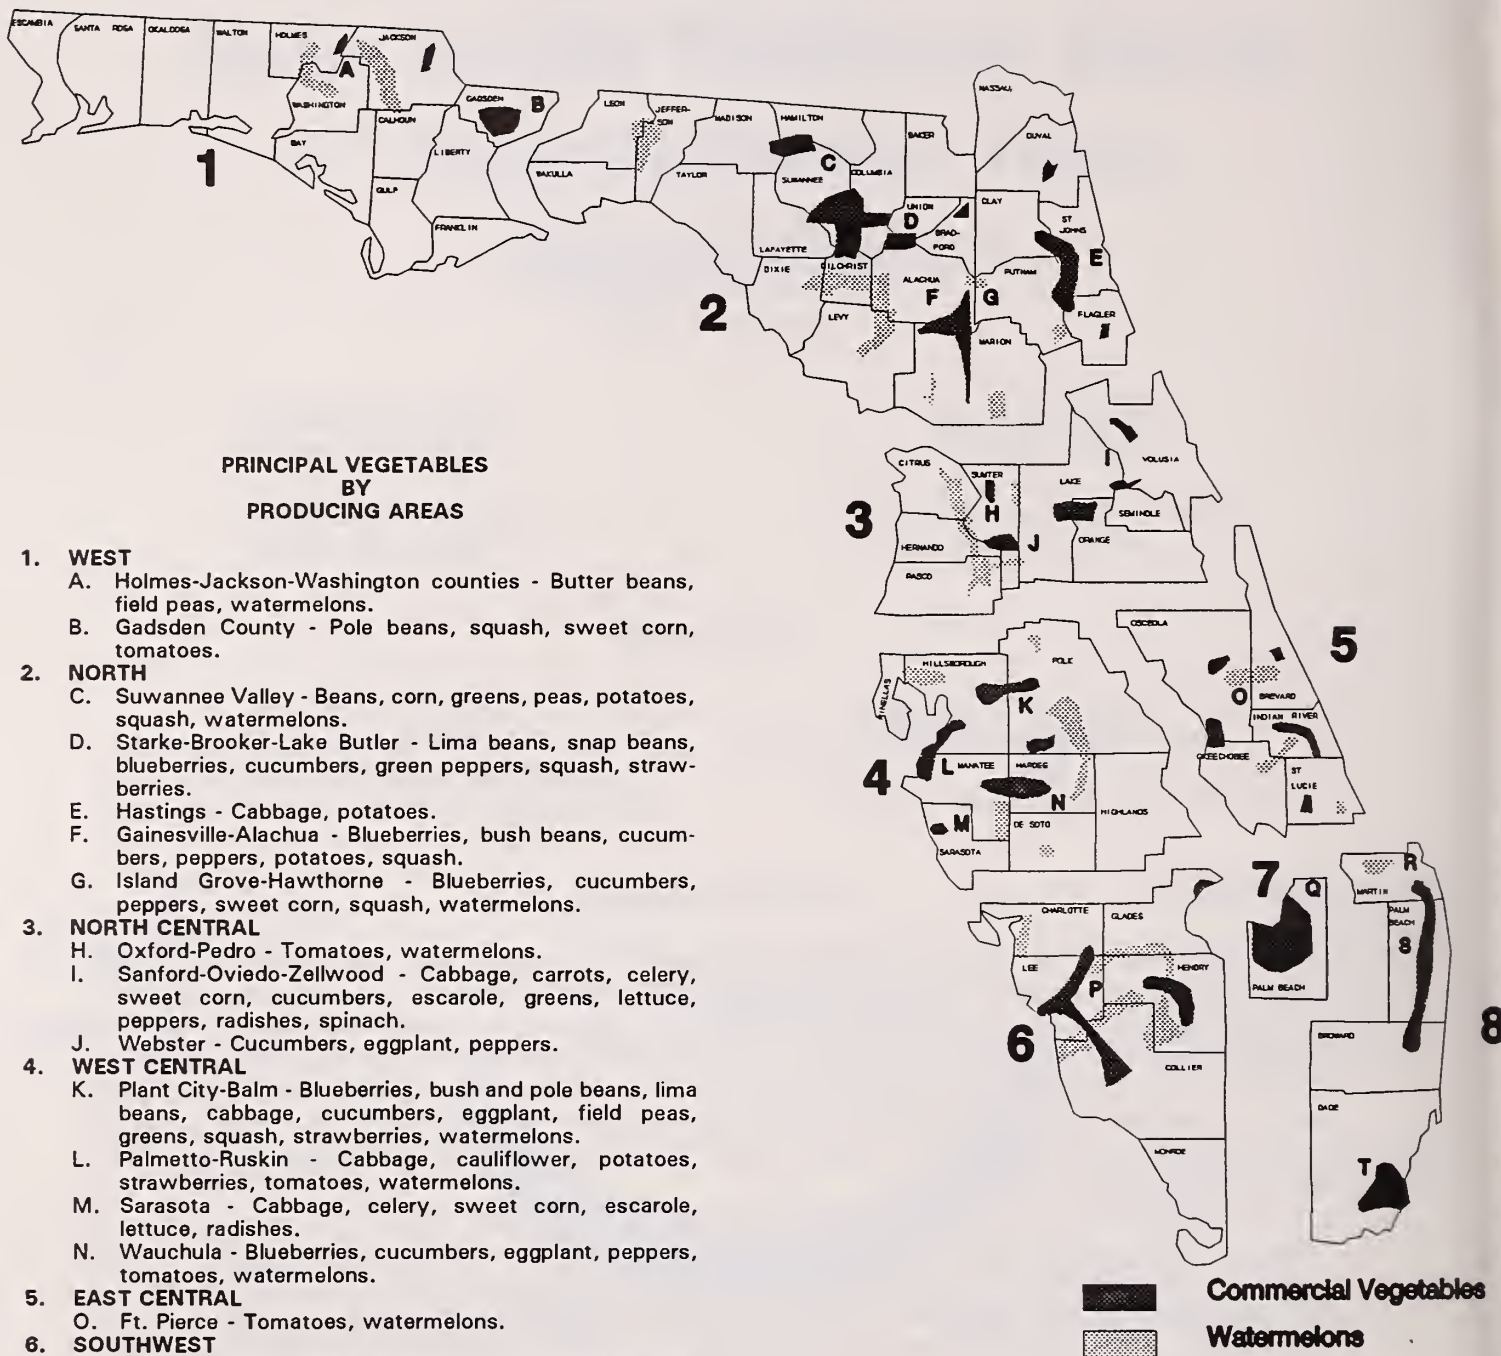 ESCAMBIA
SANTA ROSA
OKALOOSA
WALTON
HOLMES
JACKSON
A
WASHINGTON
BAY
CALHOUN
GULF
GADSDEN
B
LIBERTY
FRANKLIN
1
LEON
JEFFER-
SON
WAKULLA
MADISON
TAYLOR
HAMILTON
C
SUWANNEE
COLUMBIA
LAFAYETTE
DIXIE
GILCHRIST
BAKER
UNION
D
BRAD-
FORD
NASSAU
DUVAL
CLAY
ST
JOHNS
E
PUTNAM
FLAGLER
ALACHUA
F
G
LEVY
MARION
2
CITRUS
SUMTER
H
HERNANDO
PASCO
J
LAKE
I
VOLUSIA
SEMINOLE
ORANGE
3
PINELLAS
HILLSBOROUGH
POLK
K
L
MANATEE
HARDEE
N
M
SARASOTA
DE SOTO
HIGHLANDS
4
OSCEOLA
O
BREVARD
INDIAN RIVER
OKEECHOBEE
ST
LUCIE
5
CHARLOTTE
GLADES
LEE
P
HENDRY
COLLIER
MONROE
6
7
Q
PALM BEACH
MARTIN
R
PALM
BEACH
S
BROWARD
DADE
T
8
PRINCIPAL VEGETABLES
BY
PRODUCING AREAS
1. WEST
A. Holmes-Jackson-Washington counties - Butter beans,
field peas, watermelons.
B. Gadsden County - Pole beans, squash, sweet corn,
tomatoes.
2. NORTH
C. Suwannee Valley - Beans, corn, greens, peas, potatoes,
squash, watermelons.
D. Starke-Brooker-Lake Butler - Lima beans, snap beans,
blueberries, cucumbers, green peppers, squash, straw-
berries.
E. Hastings - Cabbage, potatoes.
F. Gainesville-Alachua - Blueberries, bush beans, cucum-
bers, peppers, potatoes, squash.
G. Island Grove-Hawthorne - Blueberries, cucumbers,
peppers, sweet corn, squash, watermelons.
3. NORTH CENTRAL
H. Oxford-Pedro - Tomatoes, watermelons.
I. Sanford-Oviedo-Zellwood - Cabbage, carrots, celery,
sweet corn, cucumbers, escarole, greens, lettuce,
peppers, radishes, spinach.
J. Webster - Cucumbers, eggplant, peppers.
4. WEST CENTRAL
K. Plant City-Balm - Blueberries, bush and pole beans, lima
beans, cabbage, cucumbers, eggplant, field peas,
greens, squash, strawberries, watermelons.
L. Palmetto-Ruskin - Cabbage, cauliflower, potatoes,
strawberries, tomatoes, watermelons.
M. Sarasota - Cabbage, celery, sweet corn, escarole,
lettuce, radishes.
N. Wauchula - Blueberries, cucumbers, eggplant, peppers,
tomatoes, watermelons.
5. EAST CENTRAL
O. Ft. Pierce - Tomatoes, watermelons.
6. SOUTHWEST
Commercial Vegetables
Watermelons